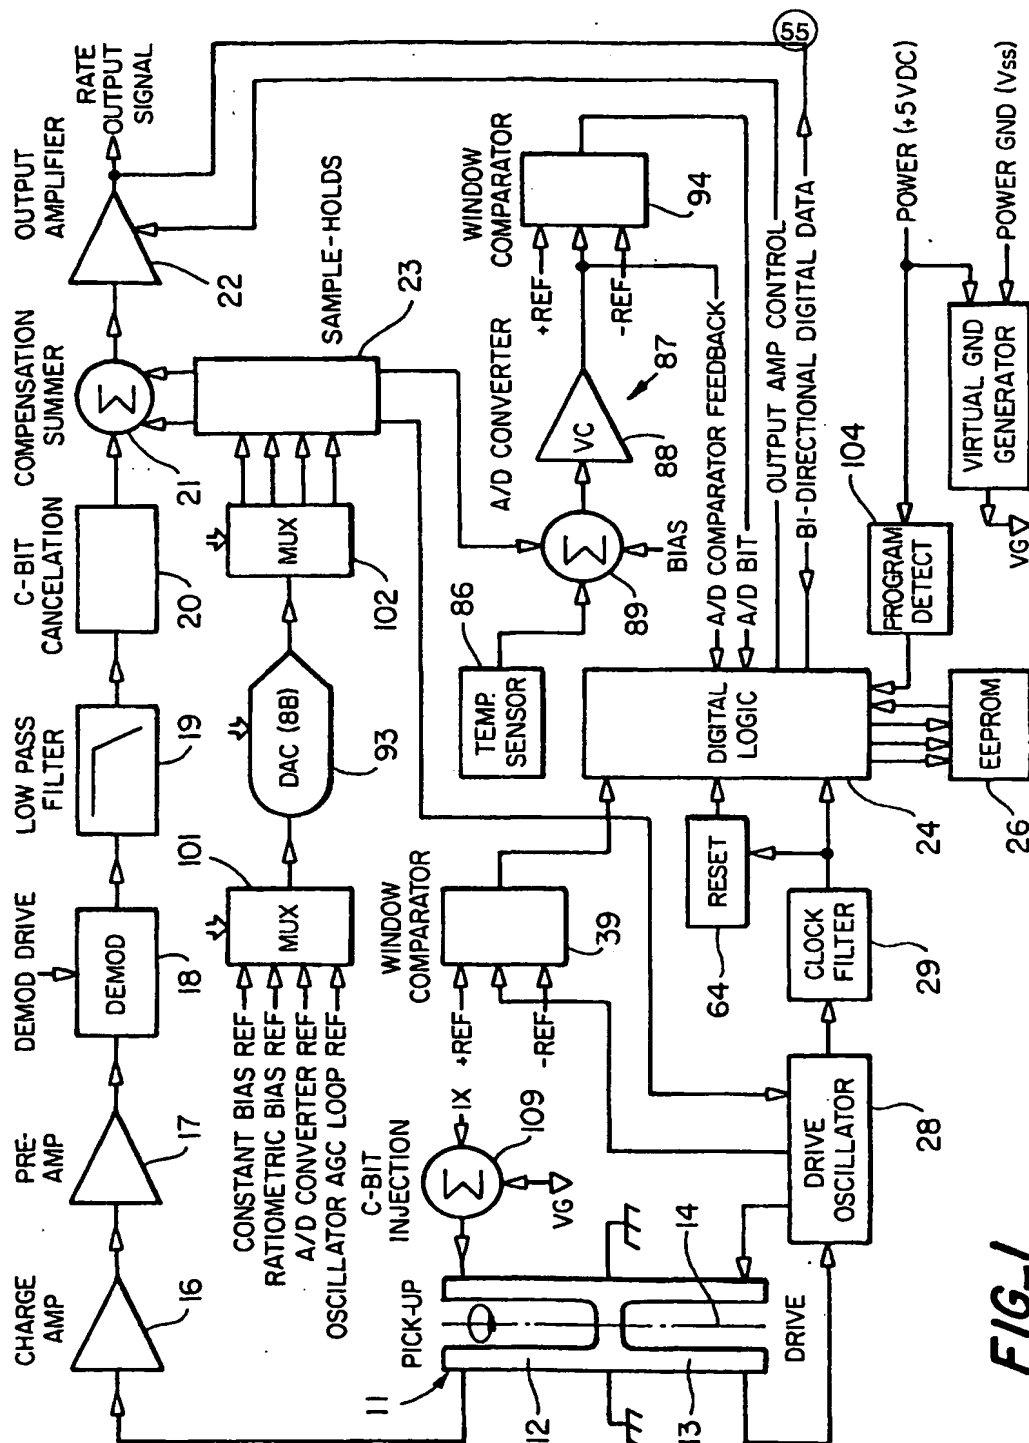 CHARGE AMP
16
PRE-AMP
17
DEMOD DRIVE
DEMOD
18
LOW PASS FILTER
19
C-BIT CANCELATION
20
COMPENSATION SUMMER
Σ
21
OUTPUT AMPLIFIER
22
RATE OUTPUT SIGNAL
CONSTANT BIAS REF
RATIOMETRIC BIAS REF
A/D CONVERTER REF
OSCILLATOR AGC LOOP REF
101
MUX
DAC (8B)
93
MUX
102
23
SAMPLE-HOLDS
PICK-UP
11
12
13
14
DRIVE
C-BIT INJECTION
Σ
109
VG
-1X
WINDOW COMPARATOR
+REF
-REF
39
TEMP. SENSOR
86
A/D CONVERTER
Σ
89
BIAS
VC
88
87
WINDOW COMPARATOR
+REF
-REF
94
64
RESET
DIGITAL LOGIC
24
A/D COMPARATOR FEEDBACK
A/D BIT
OUTPUT AMP CONTROL
BI-DIRECTIONAL DIGITAL DATA
55
DRIVE OSCILLATOR
28
CLOCK FILTER
29
EEPROM
26
PROGRAM DETECT
104
POWER (+5VDC)
VIRTUAL GND GENERATOR
VG
POWER GND (Vss)
FIG-1